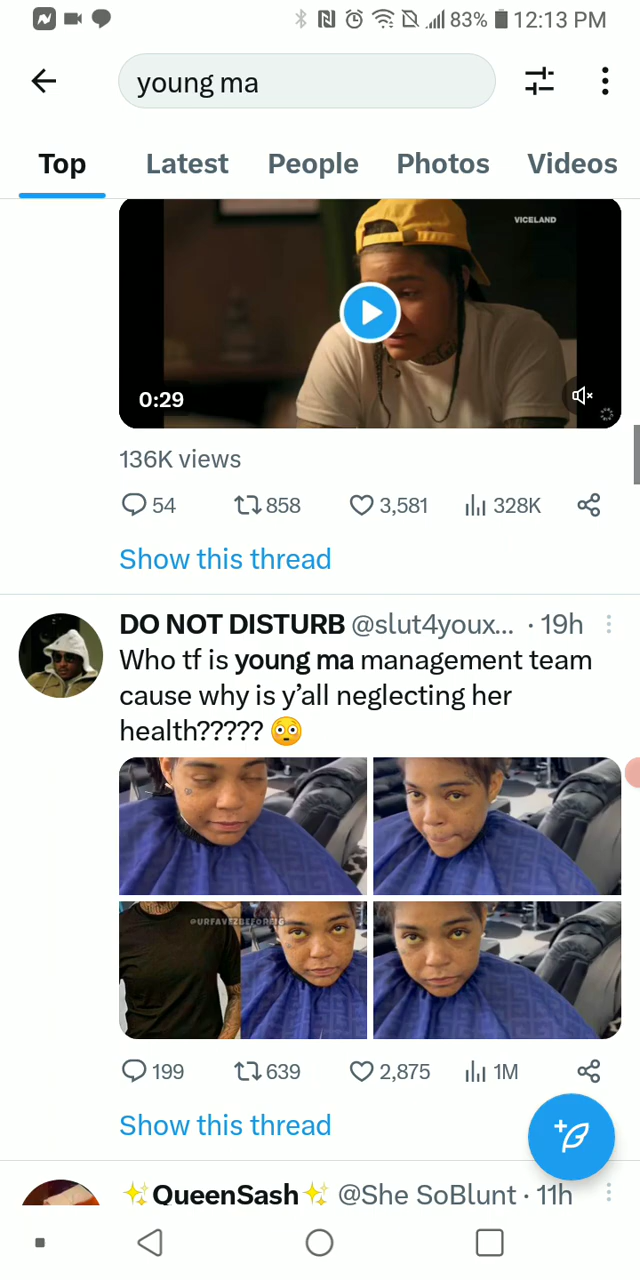 83% 12:13 PM
young ma
Top Latest People Photos Videos
VICELAND
0:29
136K views
54 858 3,581 328K
Show this thread
DO NOT DISTURB @slut4youx... · 19h
Who tf is young ma management team
cause why is y'all neglecting her
health?????
@URFAVEZBEFOREIG
199 639 2,875 1M
Show this thread
QueenSash @She SoBlunt · 11h